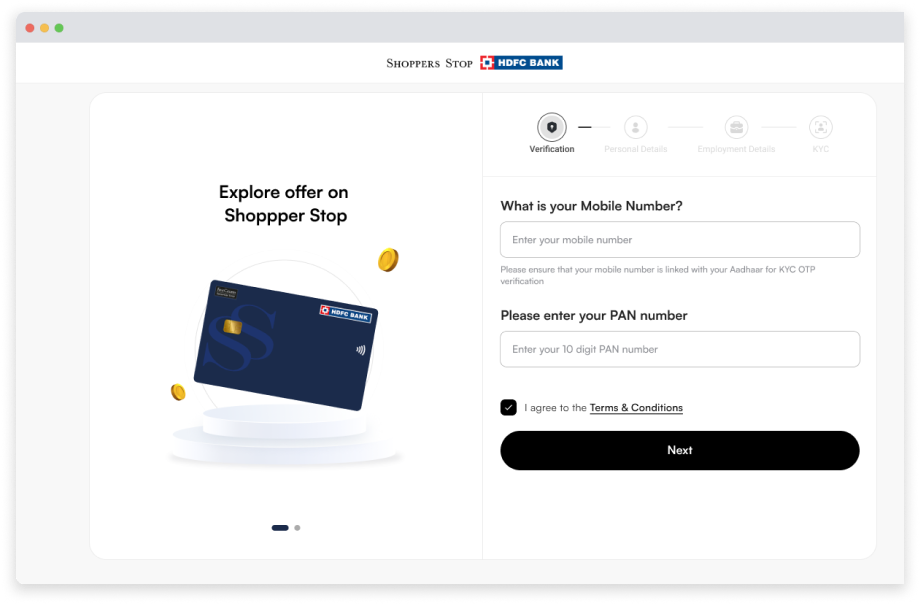 SHOPPERS STOP HDFC BANK
Verification
Personal Details
Employment Details
KYC
Explore offer on
Shoppper Stop
HDFC BANK
What is your Mobile Number?
Enter your mobile number
Please ensure that your mobile number is linked with your Aadhaar for KYC OTP
verification
Please enter your PAN number
Enter your 10 digit PAN number
I agree to the Terms & Conditions
Next